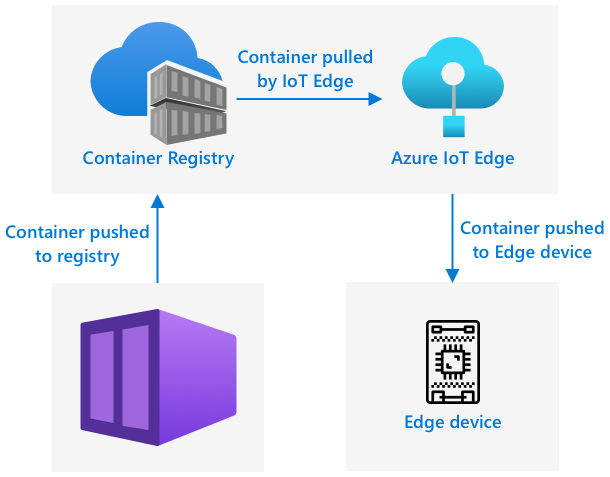 Container pulled
by IoT Edge
Container Registry
Azure IoT Edge
Container pushed
to registry
Container pushed
to Edge device
Edge device